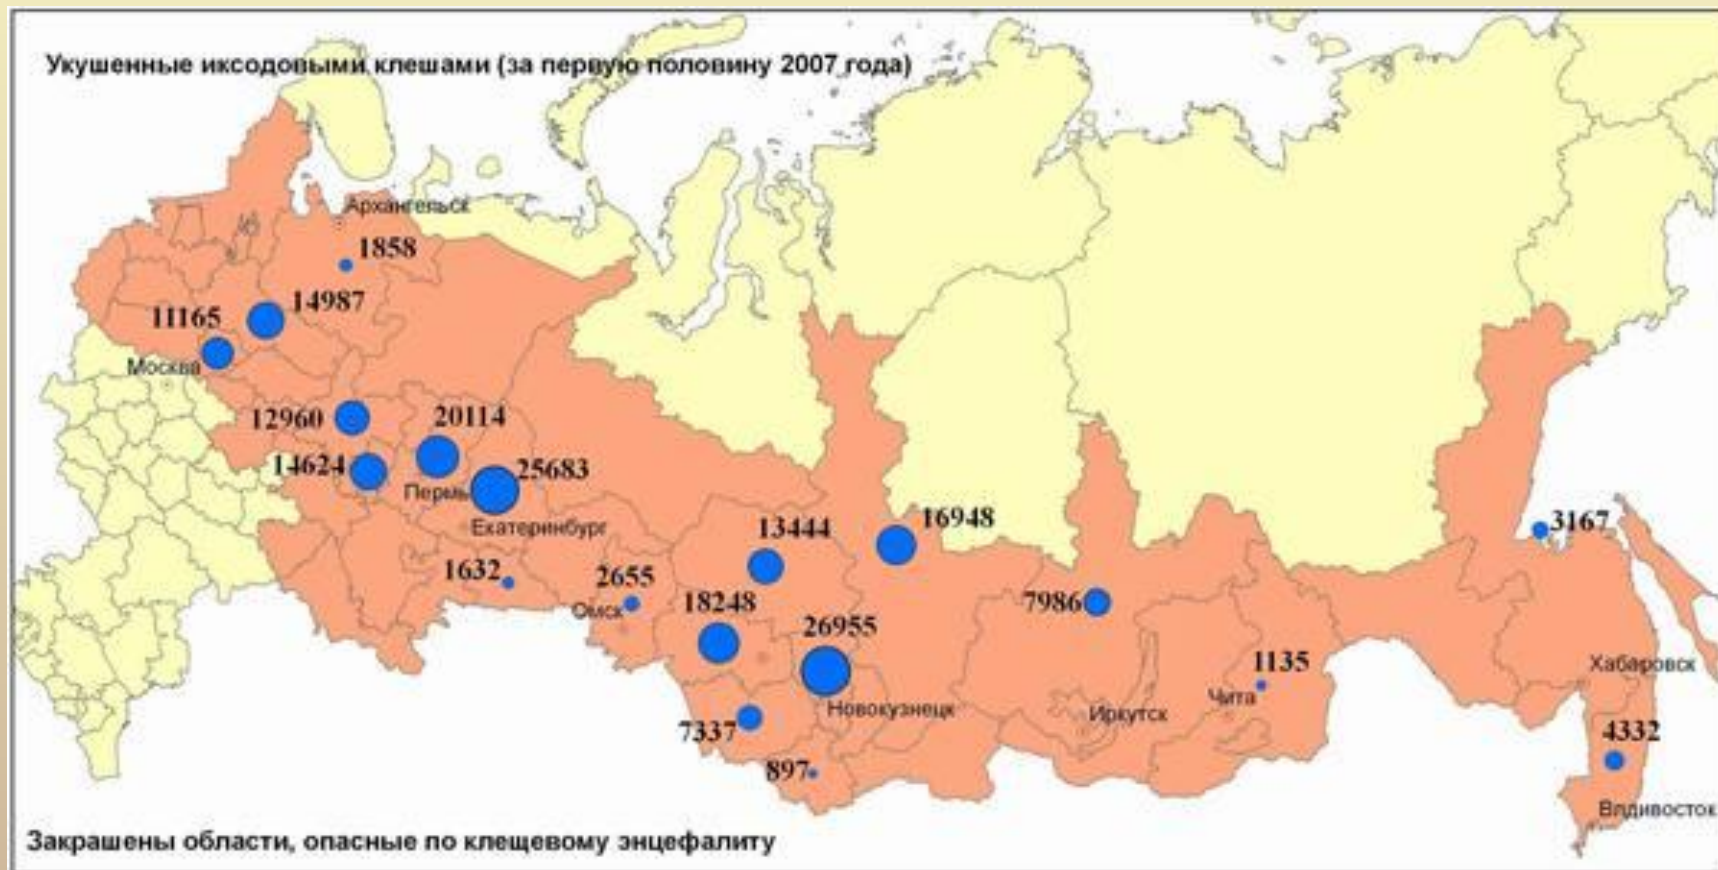 Укушенные иксодовыми клешами (за первую половину 2007 года)
Архангельск
1858
14987
11165
Москва
12960
20114
14624
25683
Пермь
Екатеринбург
13444
16948
3167
1632
2655
Омск
18248
7986
26955
1135
Хабаровск
Чита
Новокузнецк
Иркутск
7337
4332
897
Влдивосток
Закрашены области, опасные по клещевому энцефалиту